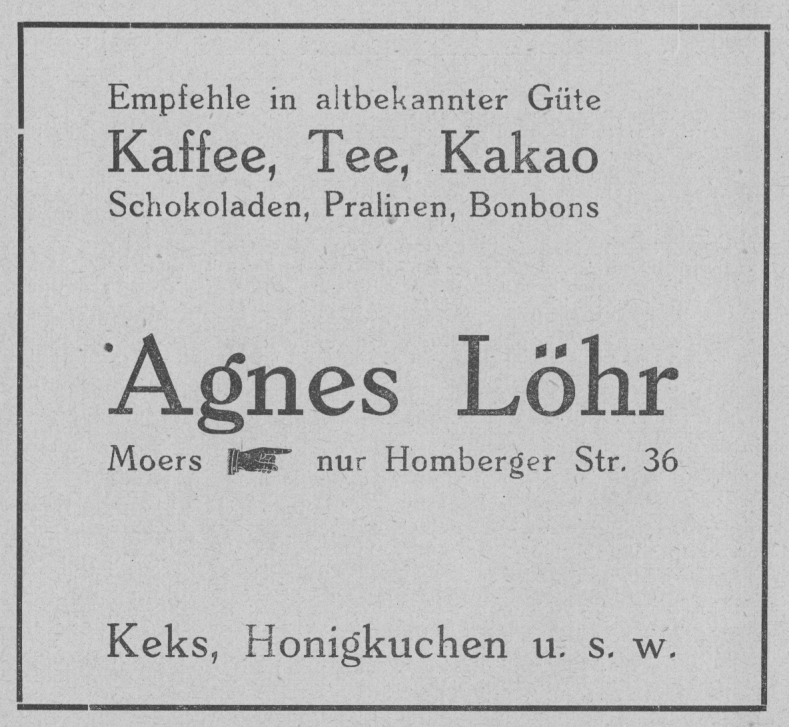 Empfehle in altbekannter Güte
Kaffee, Tee, Kakao
Schokoladen, Pralinen, Bonbons
Agnes Löhr
Moers ☛ nur Homberger Str. 36
Keks, Honigkuchen u. s. w.